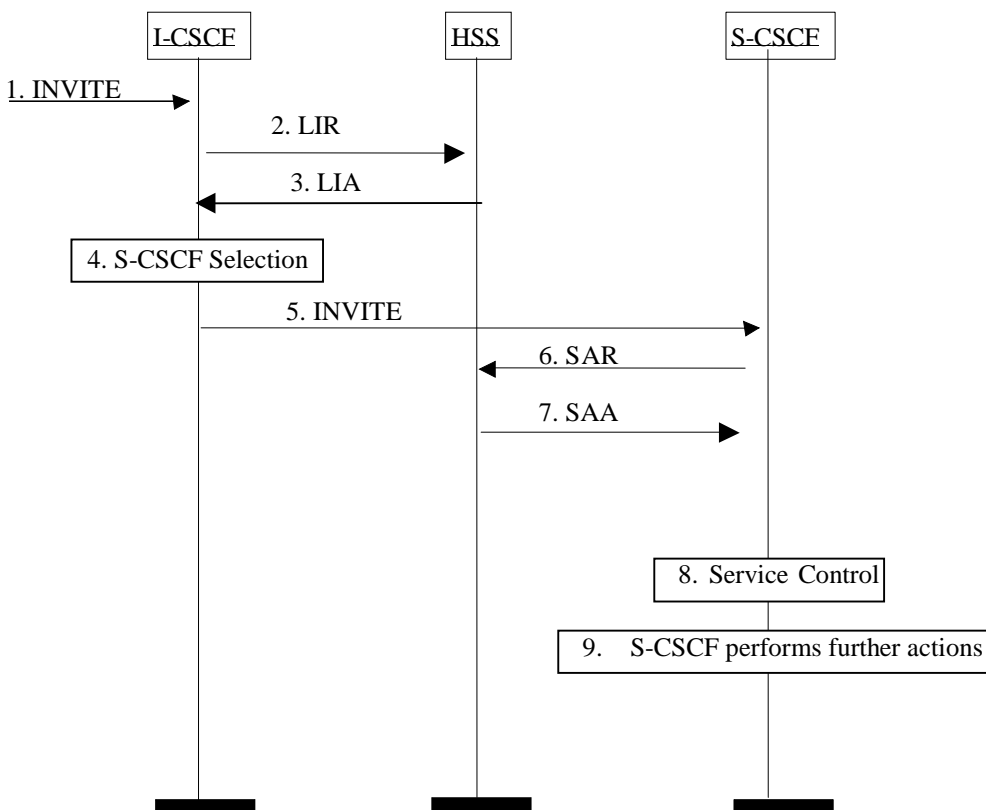 I-CSCF HSS S-CSCF
1. INVITE
2. LIR
3. LIA
4. S-CSCF Selection
5. INVITE
6. SAR
7. SAA
8. Service Control
9. S-CSCF performs further actions